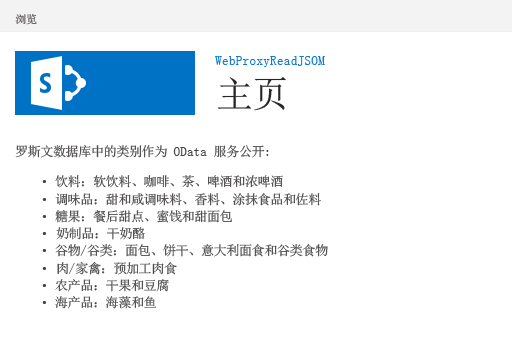 浏览
WebProxyReadJSOM
主页
罗斯文数据库中的类别作为 OData 服务公开:
• 饮料: 软饮料、咖啡、茶、啤酒和浓啤酒
• 调味品: 甜和咸调味料、香料、涂抹食品和佐料
• 糖果: 餐后甜点、蜜饯和甜面包
• 奶制品: 干奶酪
• 谷物/谷类: 面包、饼干、意大利面食和谷类食物
• 肉/家禽: 预加工肉食
• 农产品: 干果和豆腐
• 海产品: 海藻和鱼